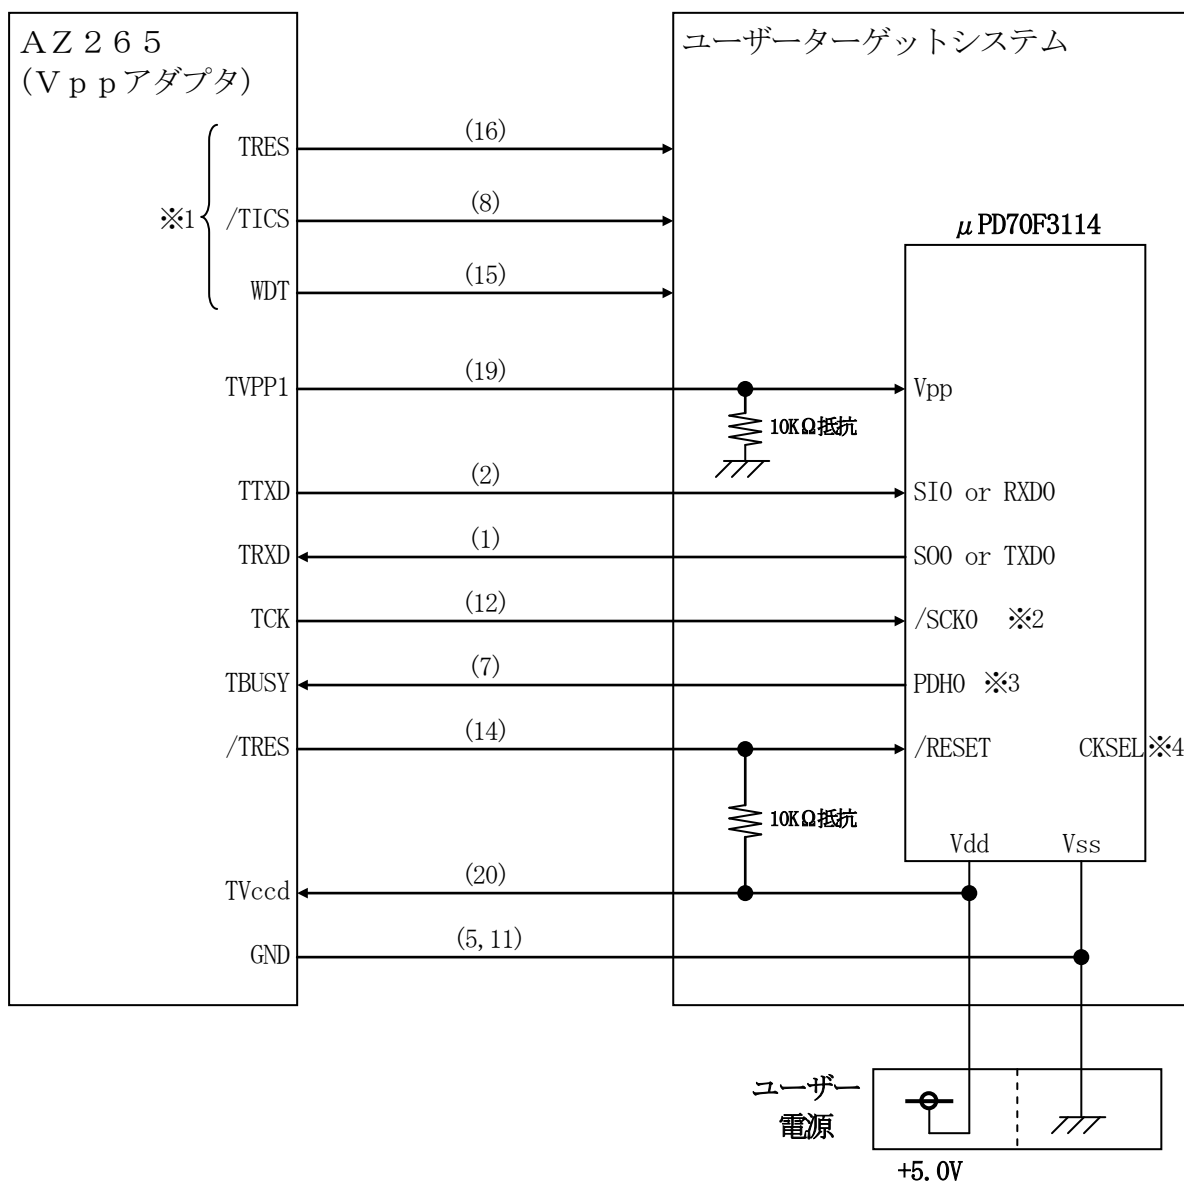 AZ265
(Vppアダプタ)
ユーザーターゲットシステム
TRES
(16)
※1
/TICS
(8)
μPD70F3114
WDT
(15)
TVPP1
(19)
Vpp
10KΩ抵抗
TTXD
(2)
SI0 or RXD0
TRXD
(1)
SO0 or TXD0
TCK
(12)
/SCK0 ※2
TBUSY
(7)
PDH0 ※3
/TRES
(14)
/RESET
CKSEL※4
10KΩ抵抗
Vdd
Vss
TVccd
(20)
GND
(5,11)
ユーザー
電源
+5.0V